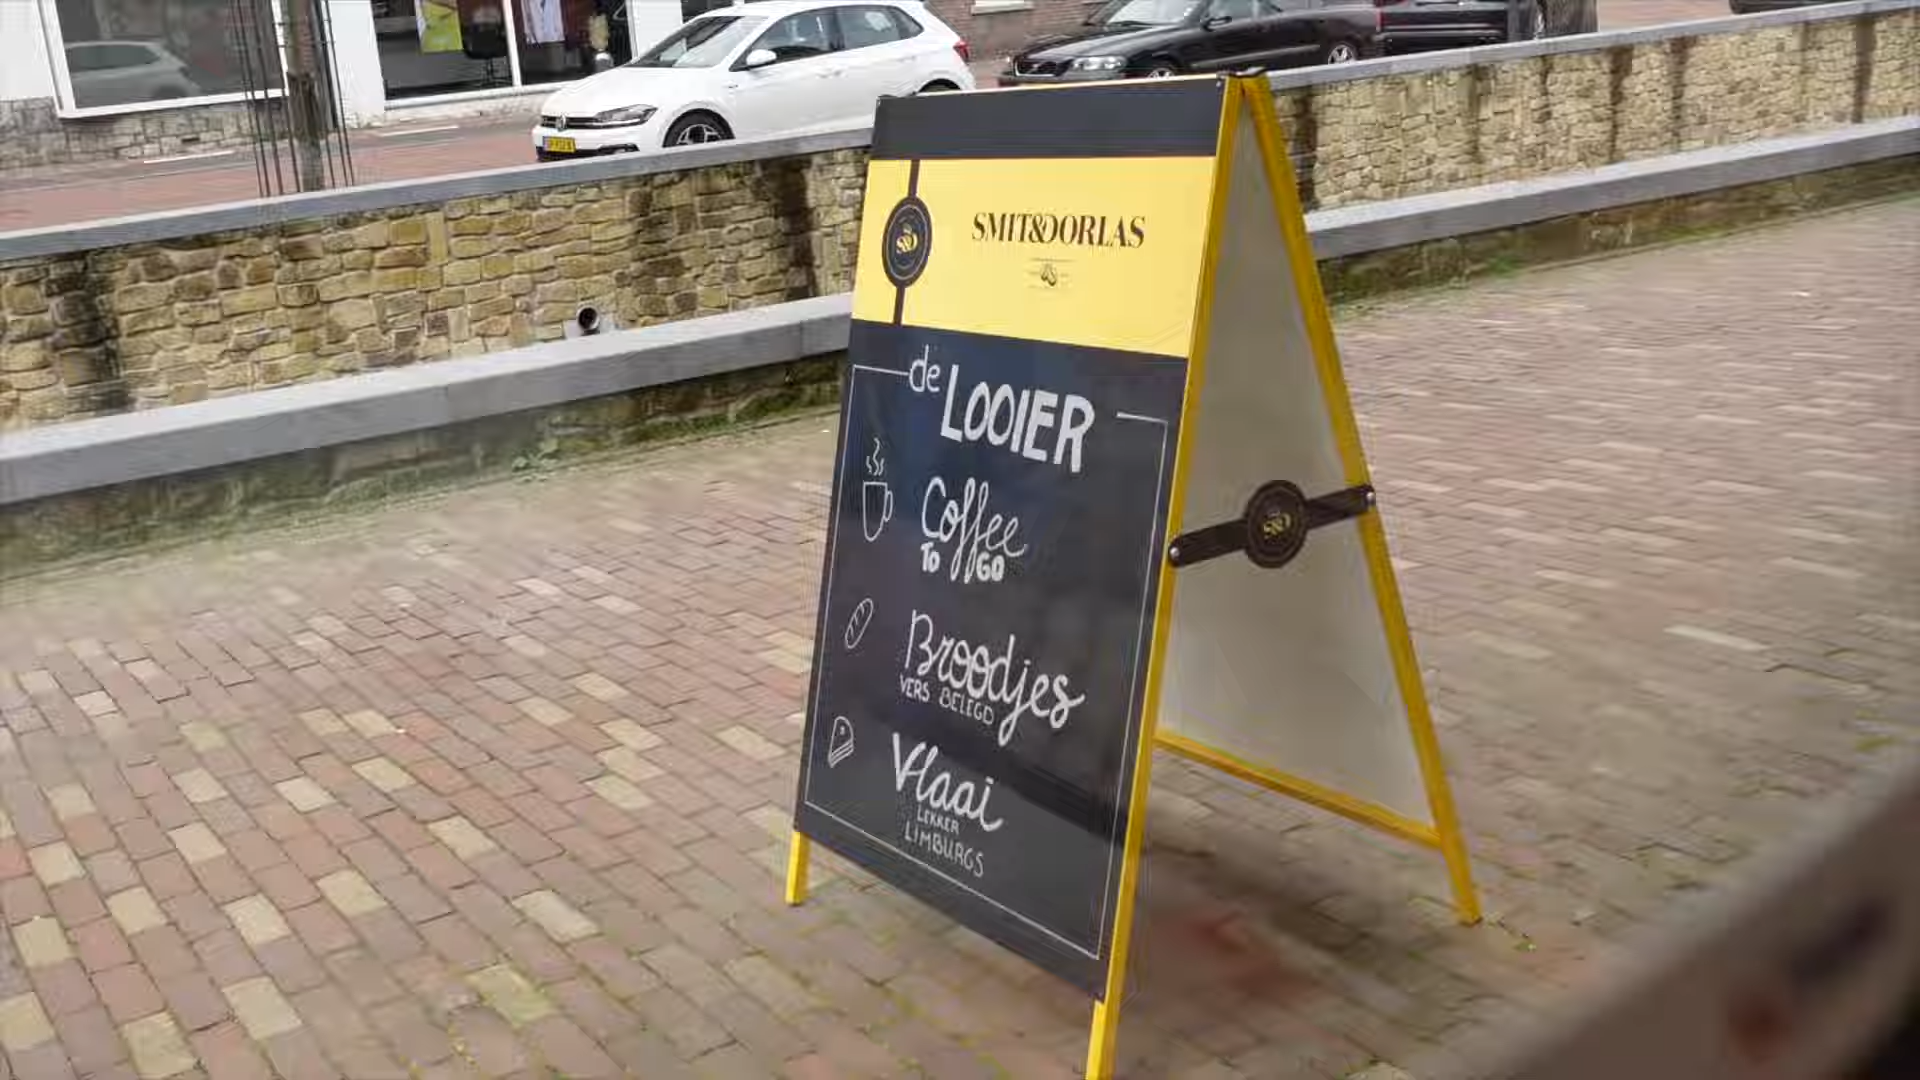 SMIT&DORLAS
S&D
de LOOIER
Coffee
TO GO
Broodjes
VERS BELEGD
Vlaai
LEKKER
LIMBURGS
S&D